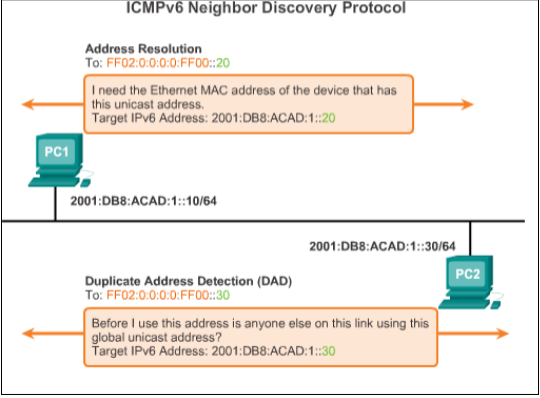 ICMPv6 Neighbor Discovery Protocol
Address Resolution
To: FF02:0:0:0:0:FF00::20
I need the Ethernet MAC address of the device that has
this unicast address.
Target IPv6 Address: 2001:DB8:ACAD:1::20
PC1
2001:DB8:ACAD:1::10/64
2001:DB8:ACAD:1::30/64
PC2
Duplicate Address Detection (DAD)
To: FF02:0:0:0:0:FF00::30
Before I use this address is anyone else on this link using this
global unicast address?
Target IPv6 Address: 2001:DB8:ACAD:1::30